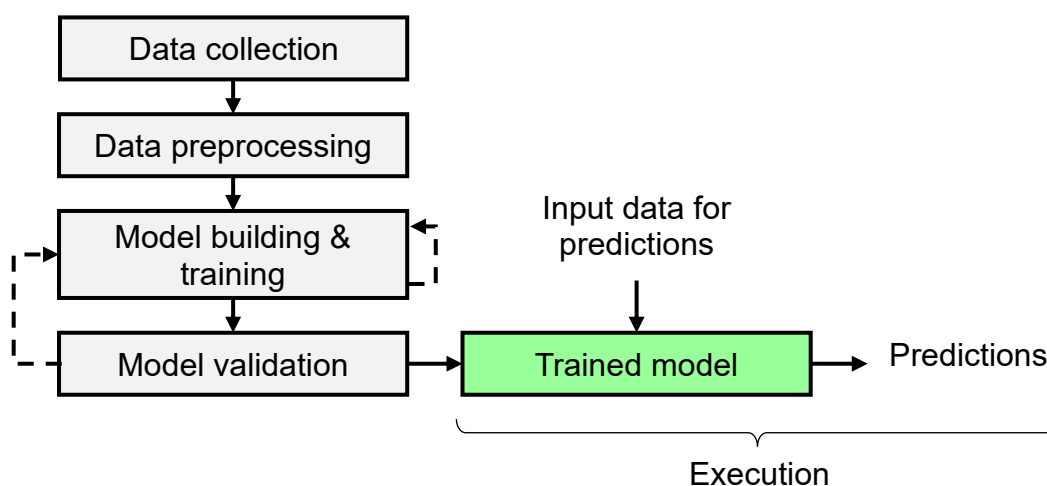 Data collection
Data preprocessing
Model building &
training
Model validation
Input data for
predictions
Trained model
Predictions
Execution